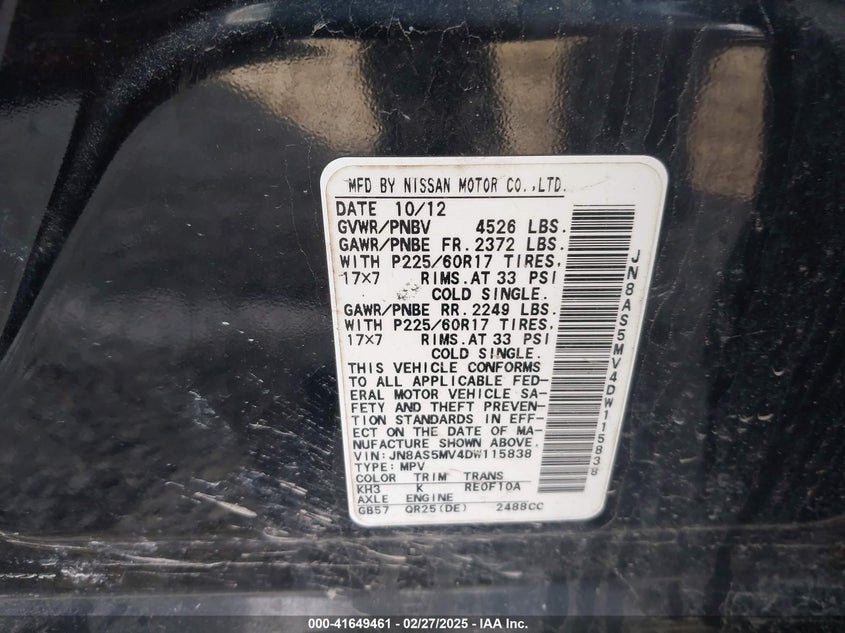 MFD BY NISSAN MOTOR CO.,LTD.
DATE 10/12
GVWR/PNBV 4526 LBS.
GAWR/PNBE FR. 2372 LBS.
WITH P225/60R17 TIRES,
17×7 RIMS.AT 33 PSI
COLD SINGLE.
GAWR/PNBE RR. 2249 LBS.
WITH P225/60R17 TIRES,
17×7 RIMS.AT 33 PSI
COLD SINGLE.
THIS VEHICLE CONFORMS
TO ALL APPLICABLE FED-
ERAL MOTOR VEHICLE SA-
FETY AND THEFT PREVEN-
TION STANDARDS IN EFF-
ECT ON THE DATE OF MA-
NUFACTURE SHOWN ABOVE.
VIN: JN8AS5MV4DW115838
TYPE: MPV
COLOR TRIM TRANS
KH3 K RE0F10A
AXLE ENGINE
GB57 QR25(DE) 2488CC
JN8AS5MV4DW115838
000-41649461 - 02/27/2025 - IAA Inc.